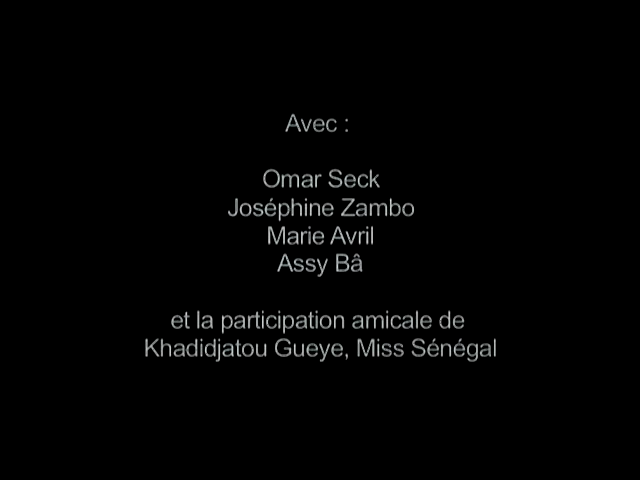 Avec :
Omar Seck
Joséphine Zambo
Marie Avril
Assy Bâ
et la participation amicale de
Khadidjatou Gueye, Miss Sénégal